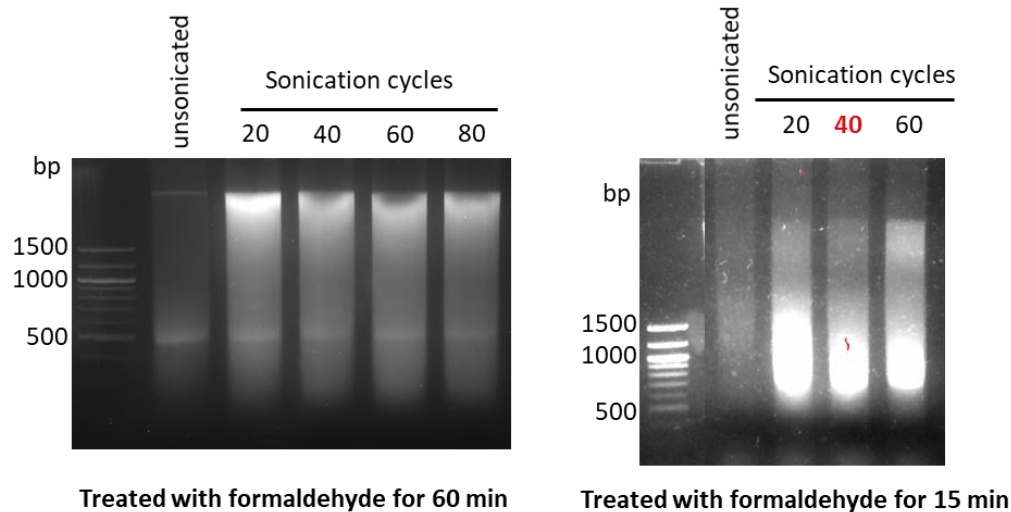 unsonicated
Sonication cycles
20 40 60 80
bp
1500
1000
500
Treated with formaldehyde for 60 min
unsonicated
Sonication cycles
20 40 60
bp
1500
1000
500
Treated with formaldehyde for 15 min